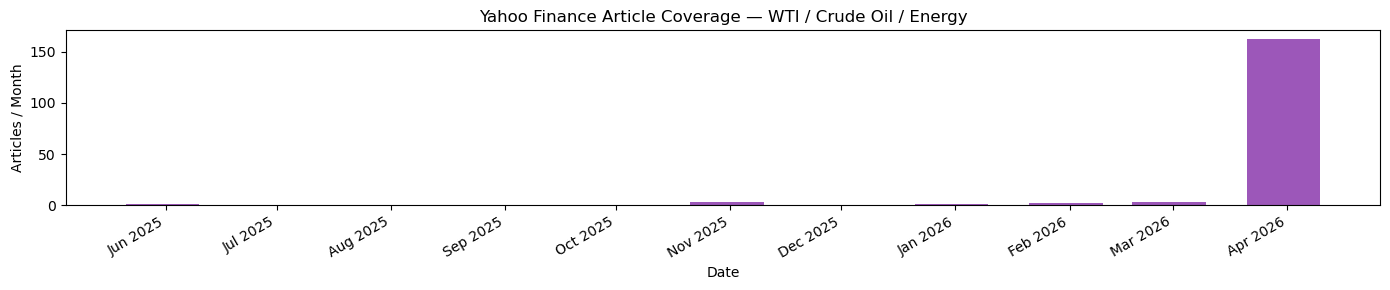 Yahoo Finance Article Coverage — WTI / Crude Oil / Energy
Articles / Month
150
100
50
0
Jun 2025
Jul 2025
Aug 2025
Sep 2025
Oct 2025
Nov 2025
Dec 2025
Jan 2026
Feb 2026
Mar 2026
Apr 2026
Date